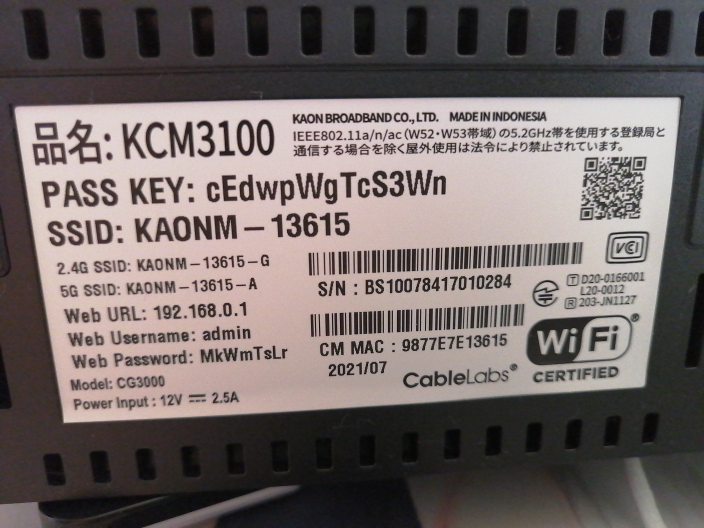 品名: KCM3100
KAON BROADBAND CO., LTD. MADE IN INDONESIA
IEEE802.11a/n/ac（W52・W53帯域）の5.2GHz帯を使用する登録局と
通信する場合を除く屋外使用は法令により禁止されています。
PASS KEY: cEdwpWgTcS3Wn
SSID: KAONM-13615
2.4G SSID: KAONM-13615-G
5G SSID: KAONM-13615-A
Web URL: 192.168.0.1
Web Username: admin
Web Password: MkWmTsLr
Model: CG3000
Power Input : 12V 2.5A
S/N : BS10078417010284
CM MAC : 9877E7E13615
2021/07
CableLabs®
VCI
T D20-0166001
L20-0012
R 203-JN1127
Wi Fi®
CERTIFIED